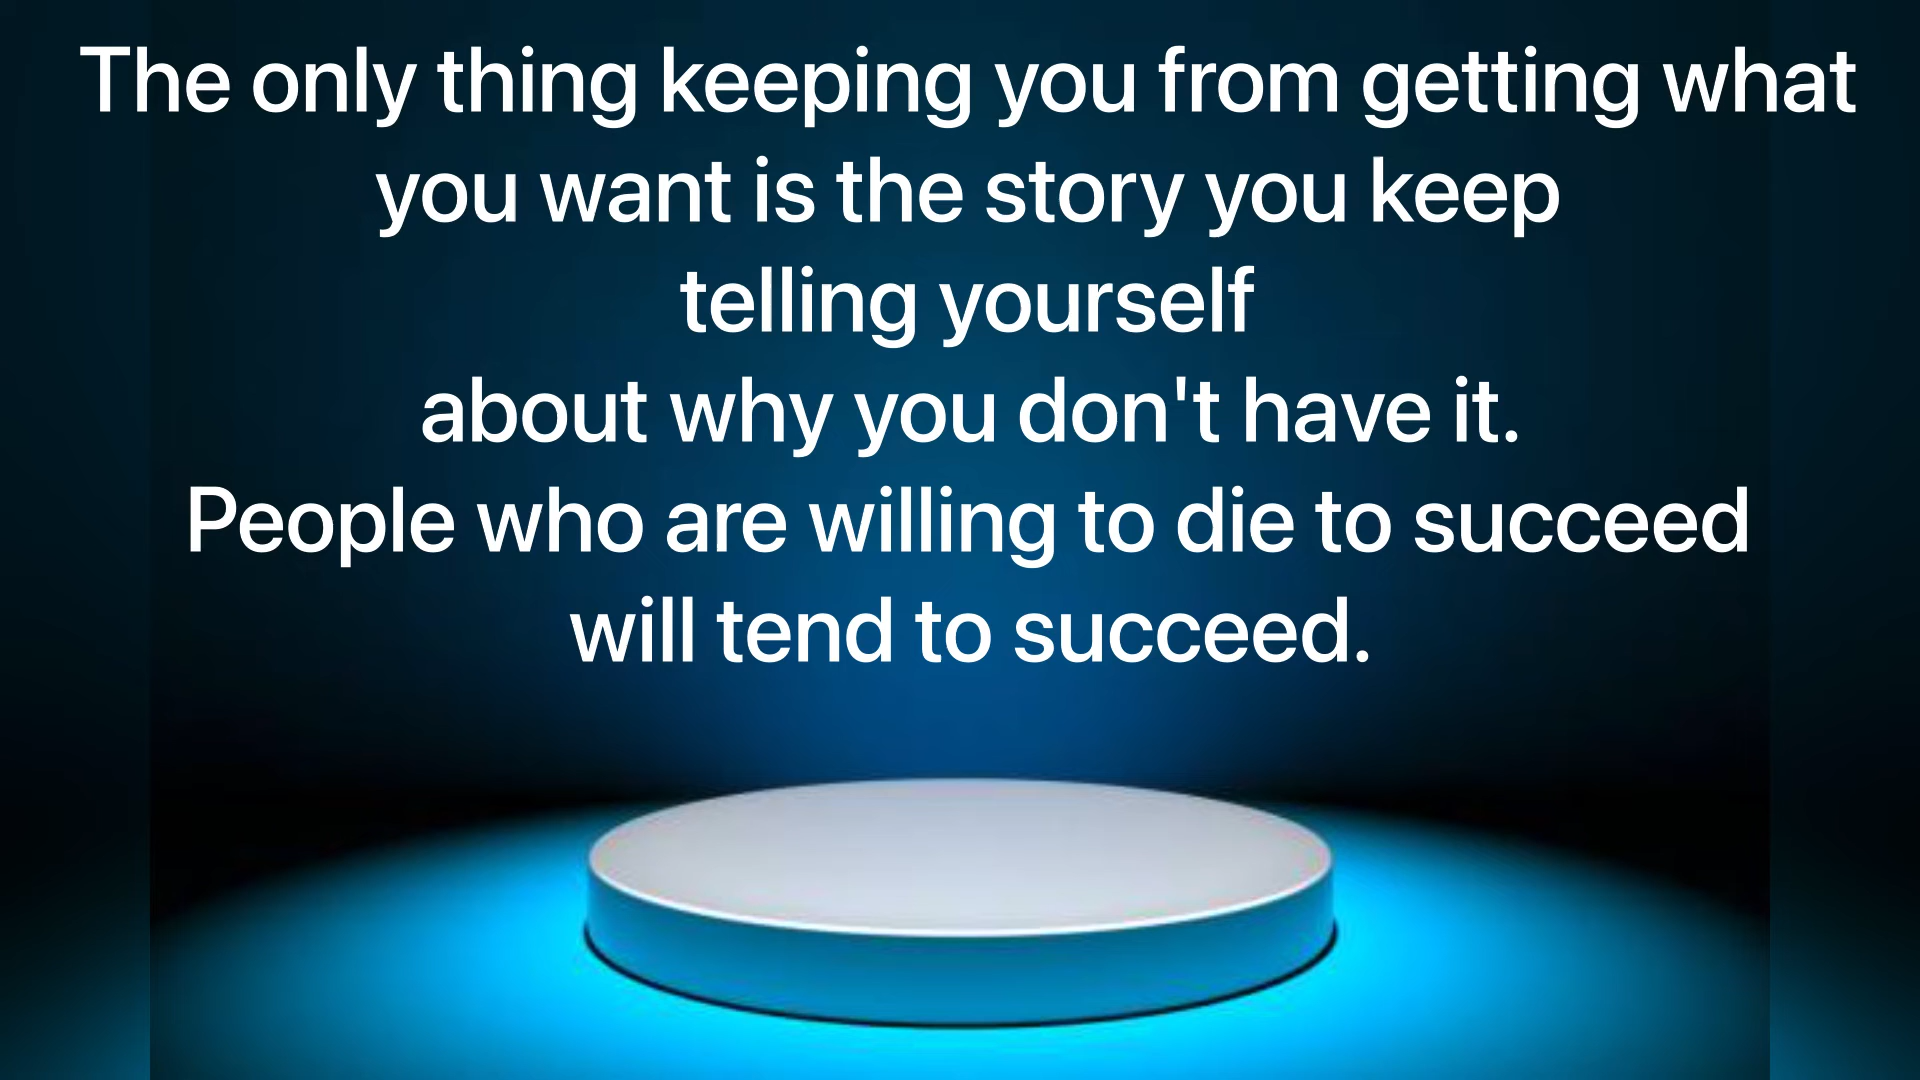 The only thing keeping you from getting what
you want is the story you keep
telling yourself
about why you don't have it.
People who are willing to die to succeed
will tend to succeed.